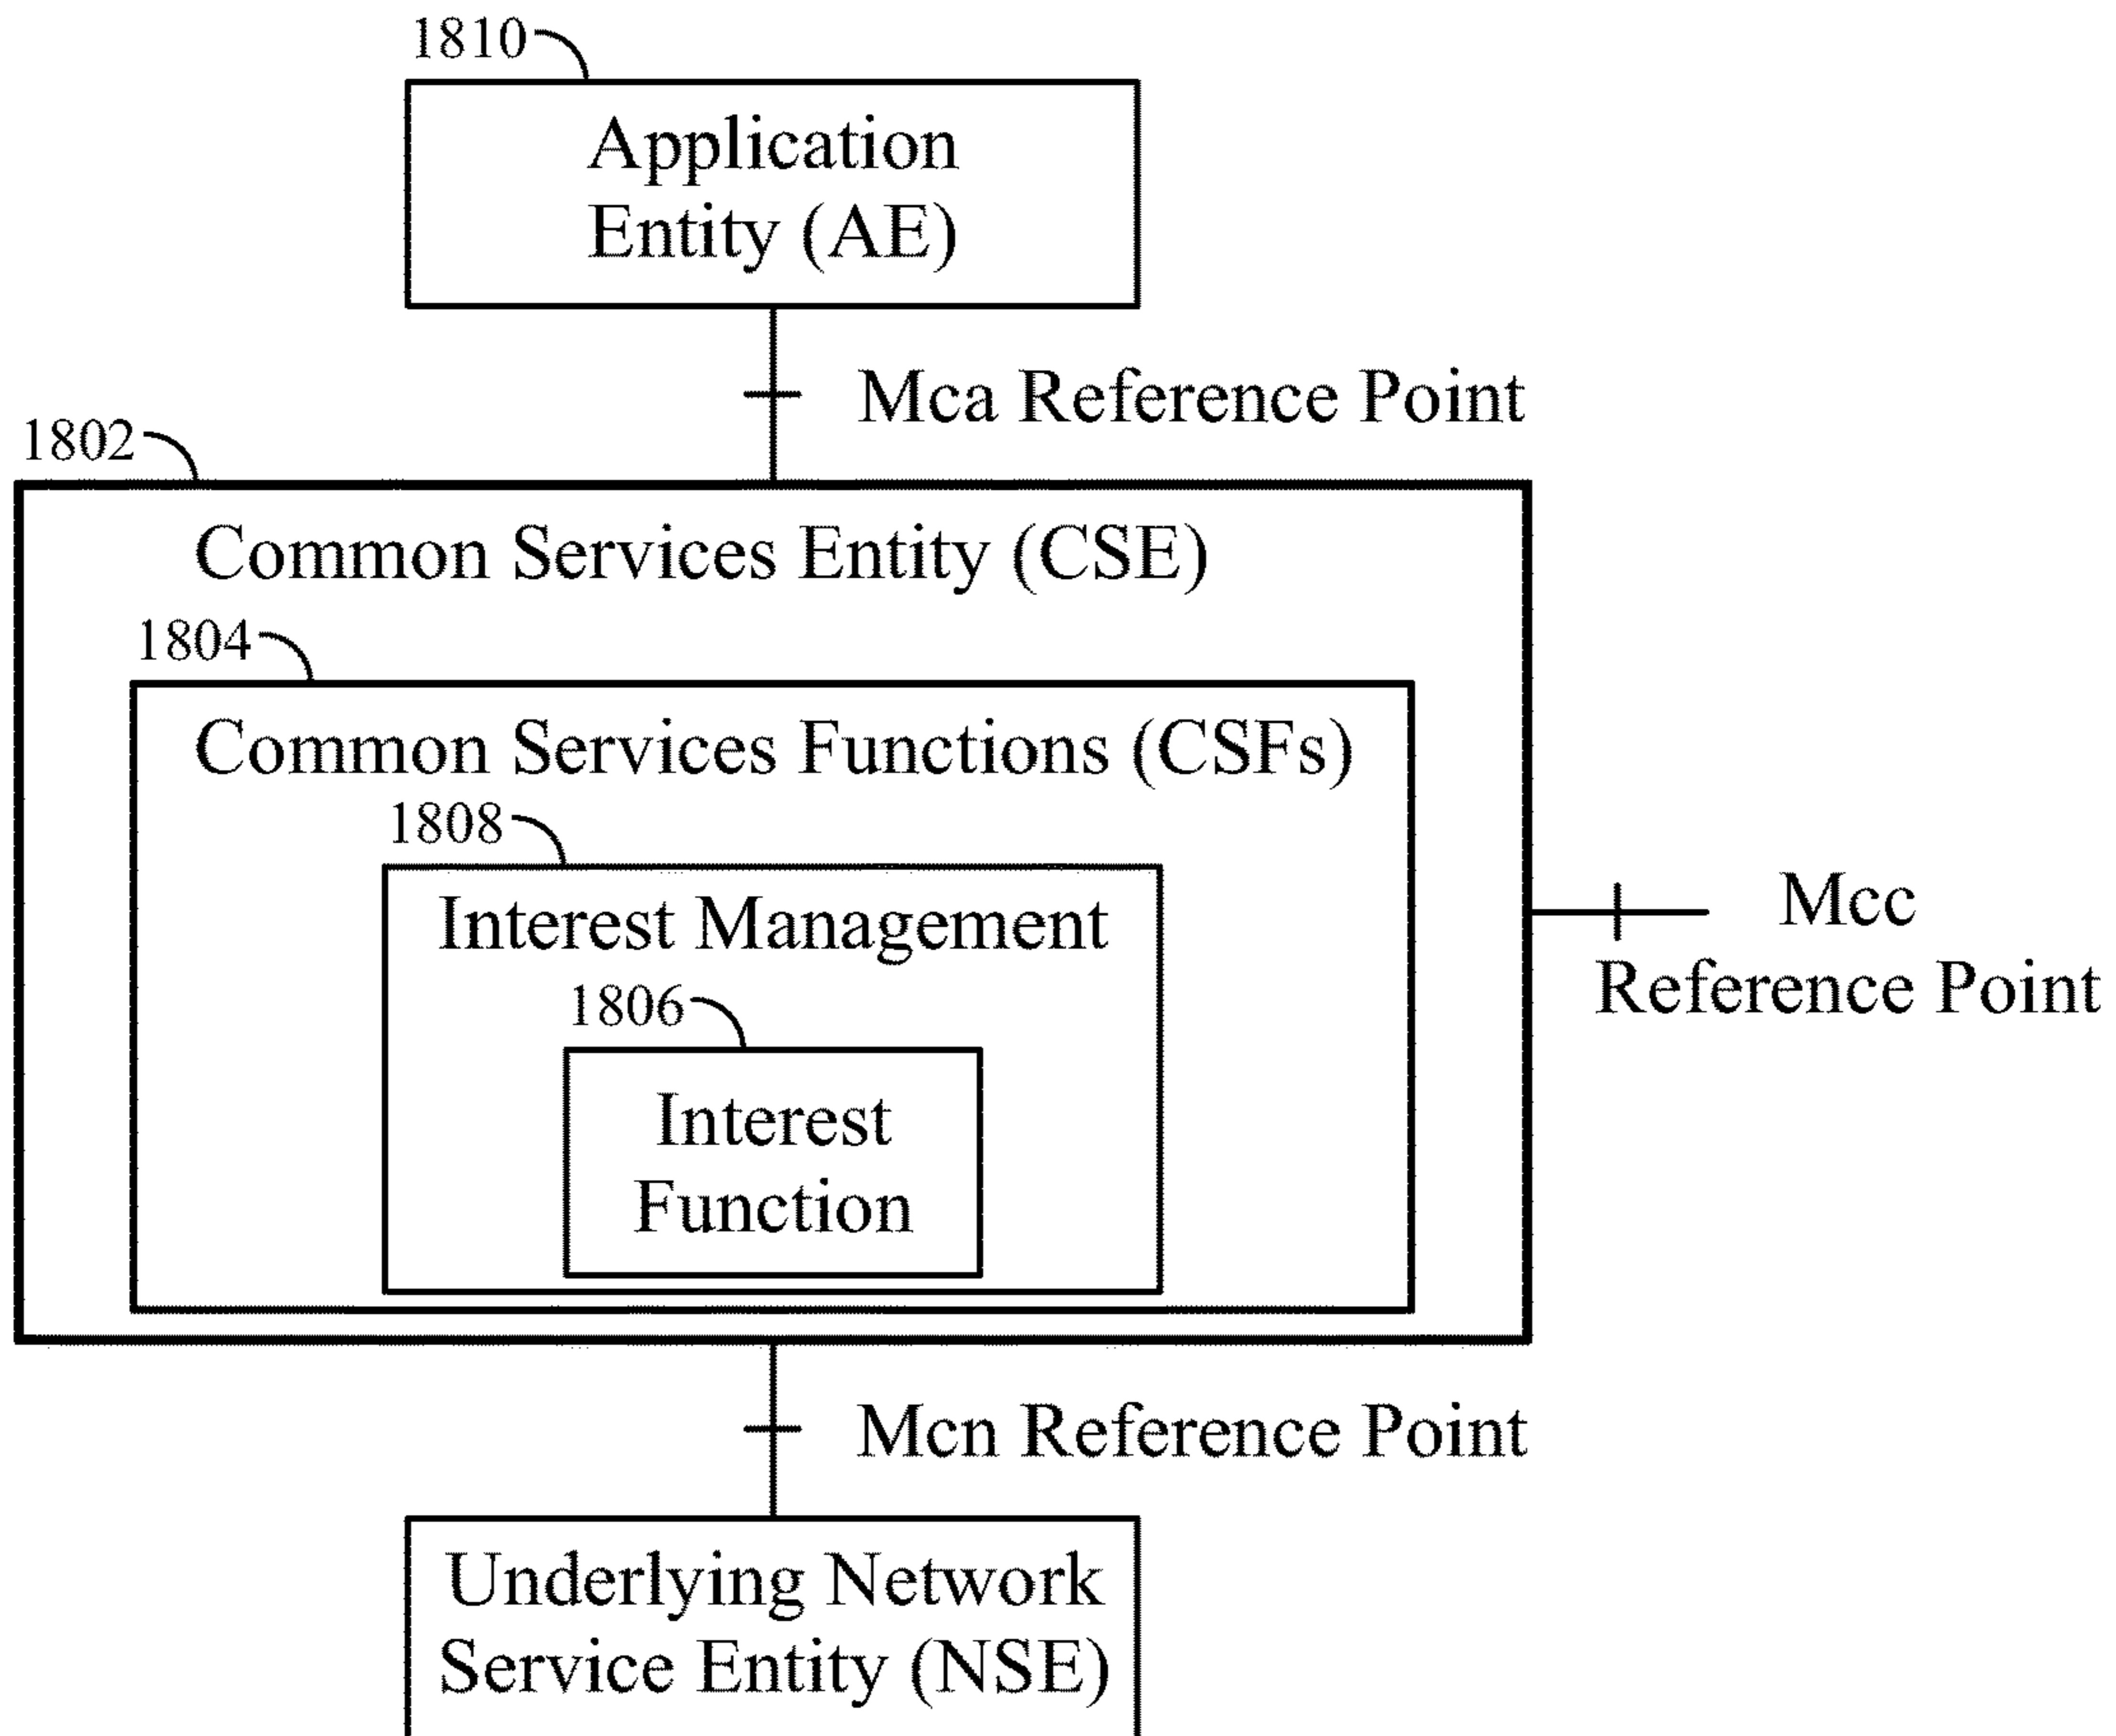 1810
Application
Entity (AE)
Mca Reference Point
1802
Common Services Entity (CSE)
1804
Common Services Functions (CSFs)
1808
Interest Management
1806
Interest
Function
Mcc
Reference Point
Mcn Reference Point
Underlying Network
Service Entity (NSE)